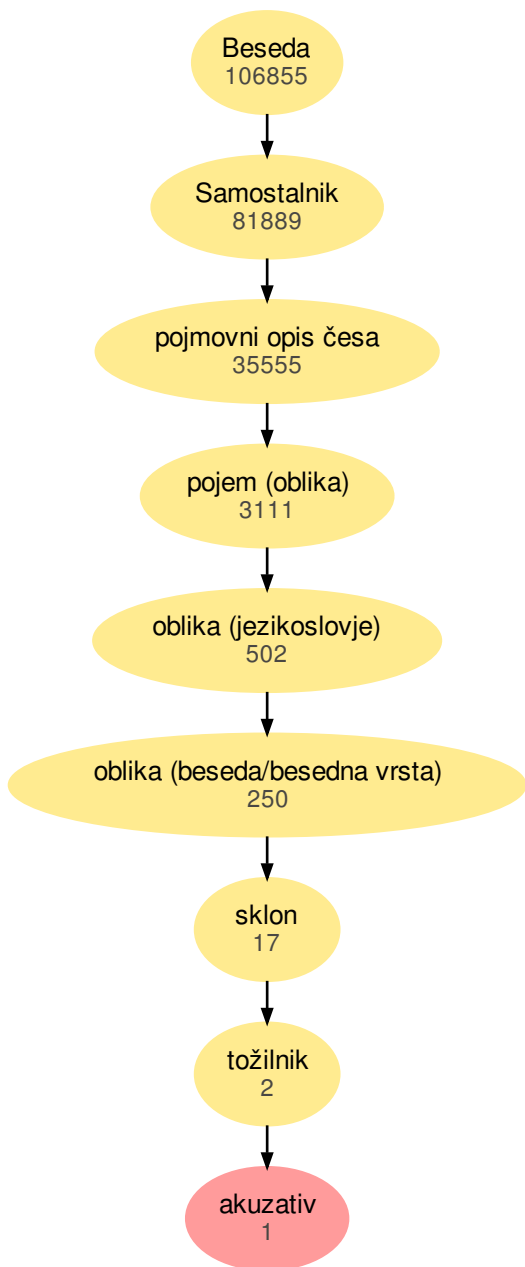 Beseda
106855
Samostalnik
81889
pojmovni opis česa
35555
pojem (oblika)
3111
oblika (jezikoslovje)
502
oblika (beseda/besedna vrsta)
250
sklon
17
tožilnik
2
akuzativ
1